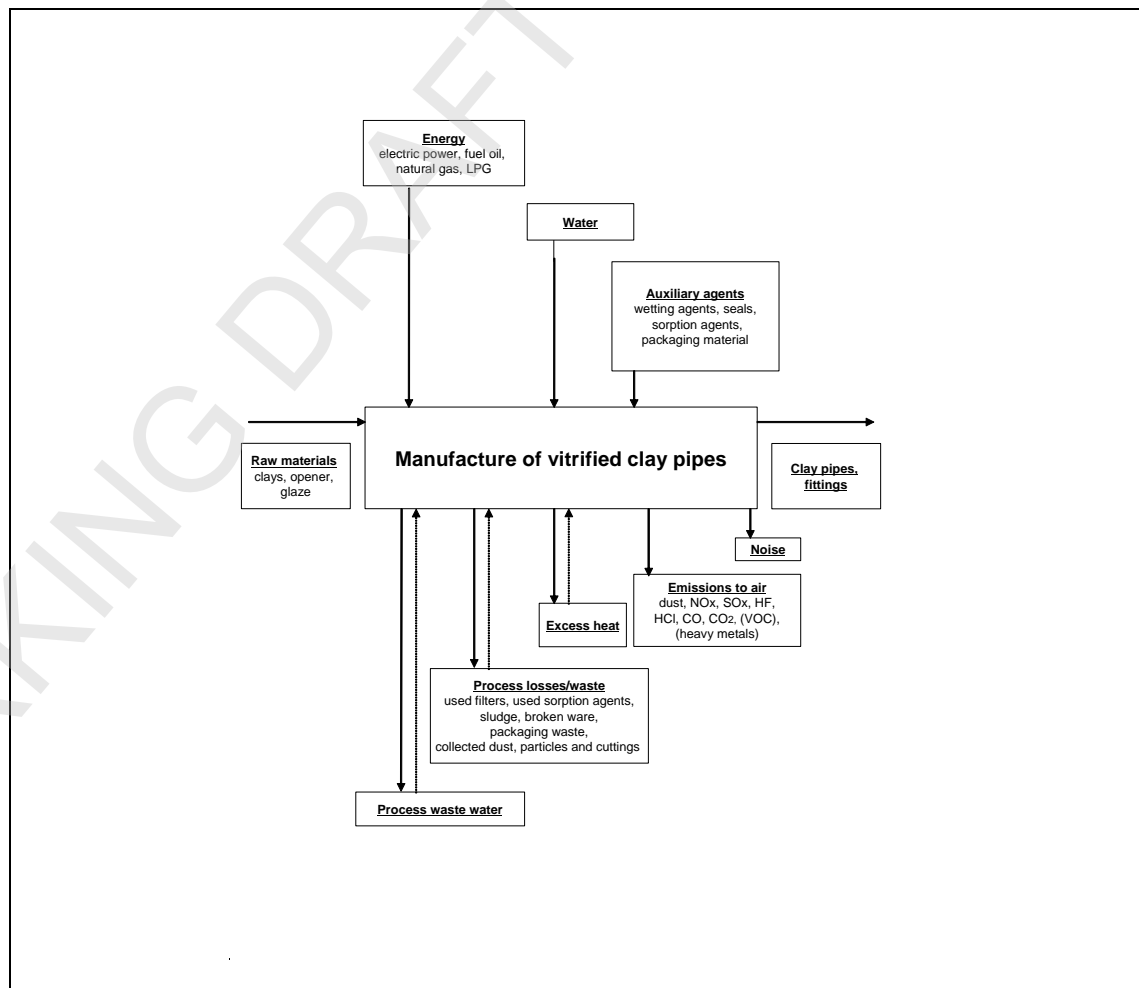 Energy
electric power, fuel oil,
natural gas, LPG
Water
Auxiliary agents
wetting agents, seals,
sorption agents,
packaging material
Raw materials
clays, opener,
glaze
Manufacture of vitrified clay pipes
Clay pipes,
fittings
Noise
Emissions to air
dust, NOx, SOx, HF,
HCl, CO, CO2, (VOC),
(heavy metals)
Excess heat
Process losses/waste
used filters, used sorption agents,
sludge, broken ware,
packaging waste,
collected dust, particles and cuttings
Process waste water
KING DRAFT